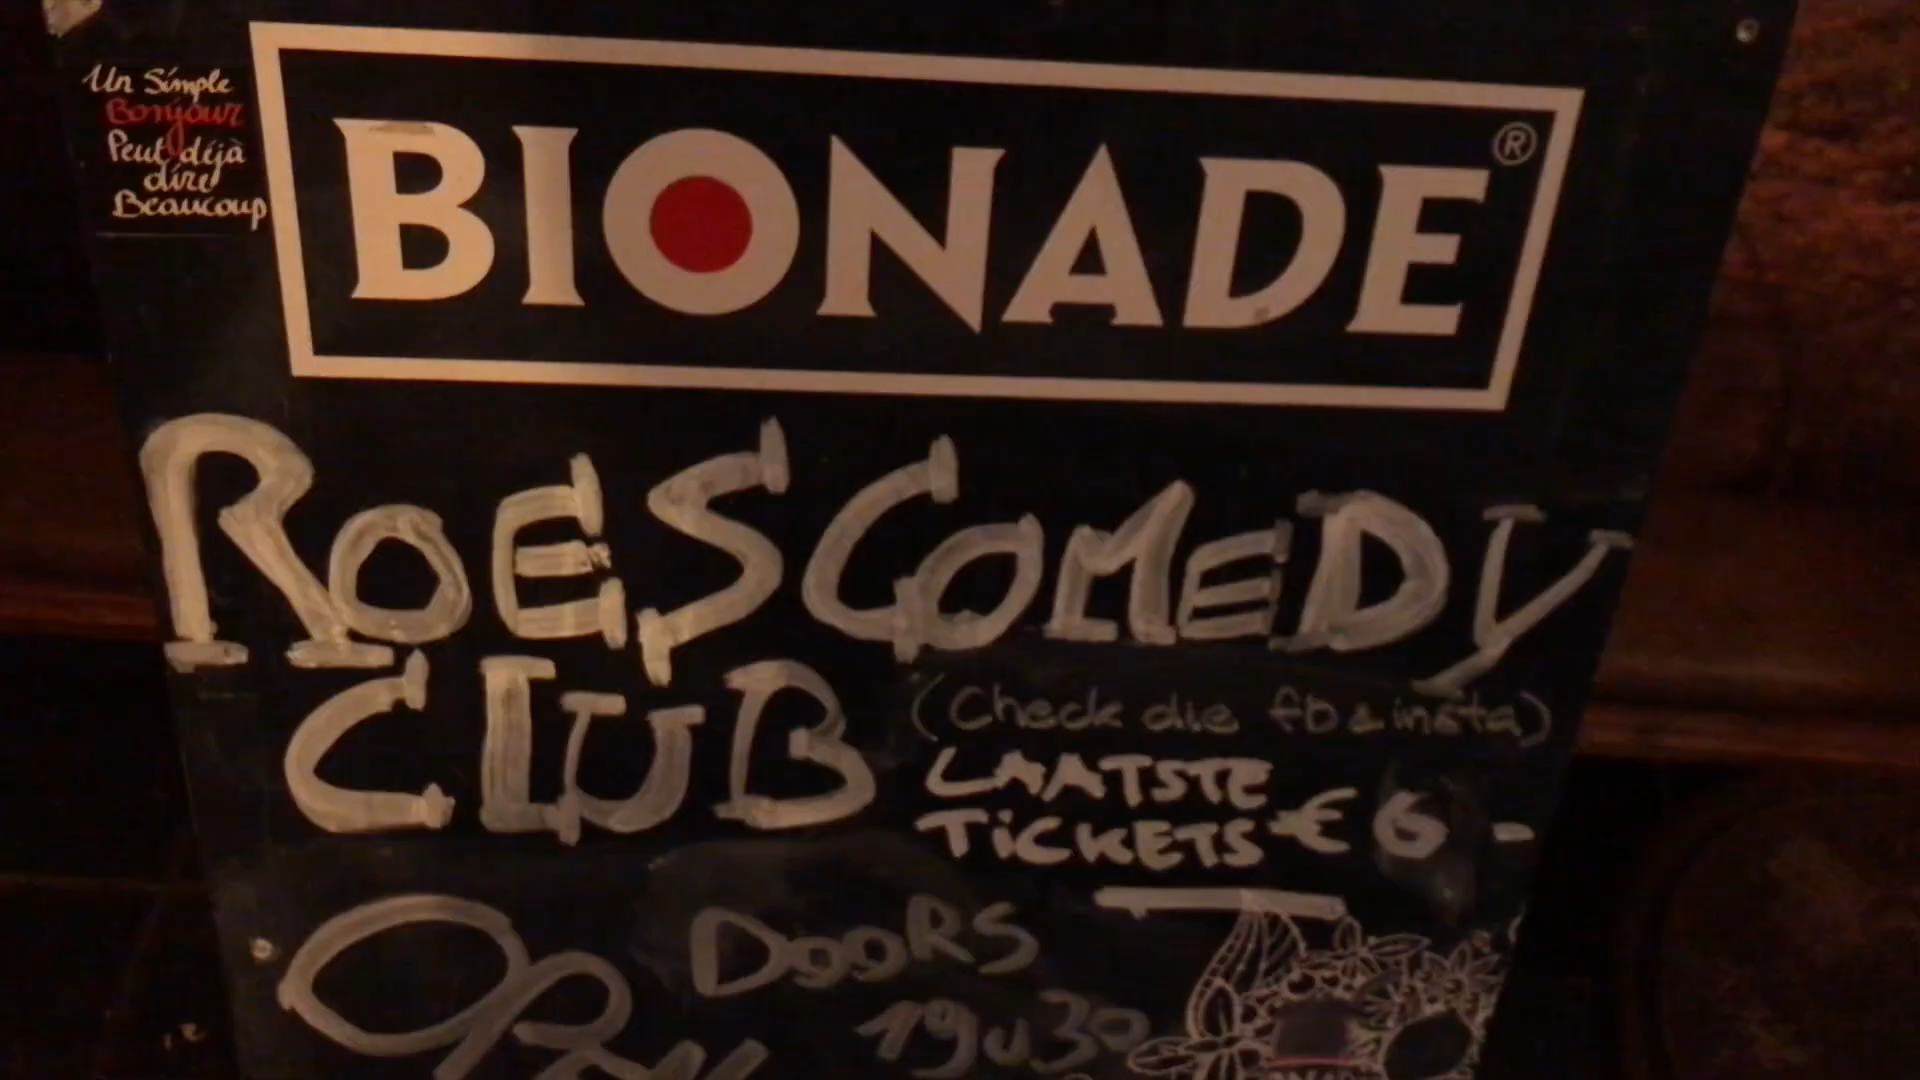 Un Simple
Bonjour
Peut déjà
dire
Beaucoup
BIONADE®
ROES COMEDY
CLUB
(Check die fb & insta)
LAATSTE
TICKETS € 6 -
DOORS
19u30
OPEN